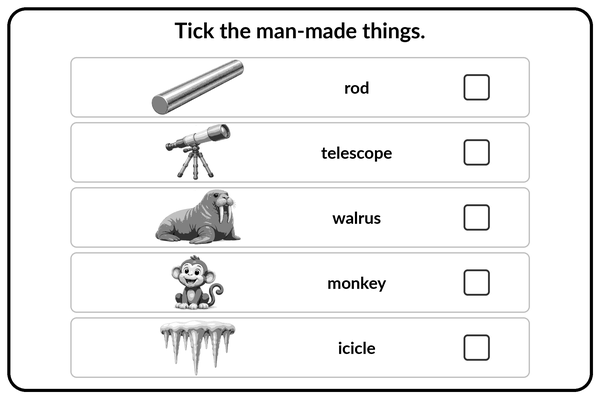 Tick the man-made things.
rod
telescope
walrus
monkey
icicle